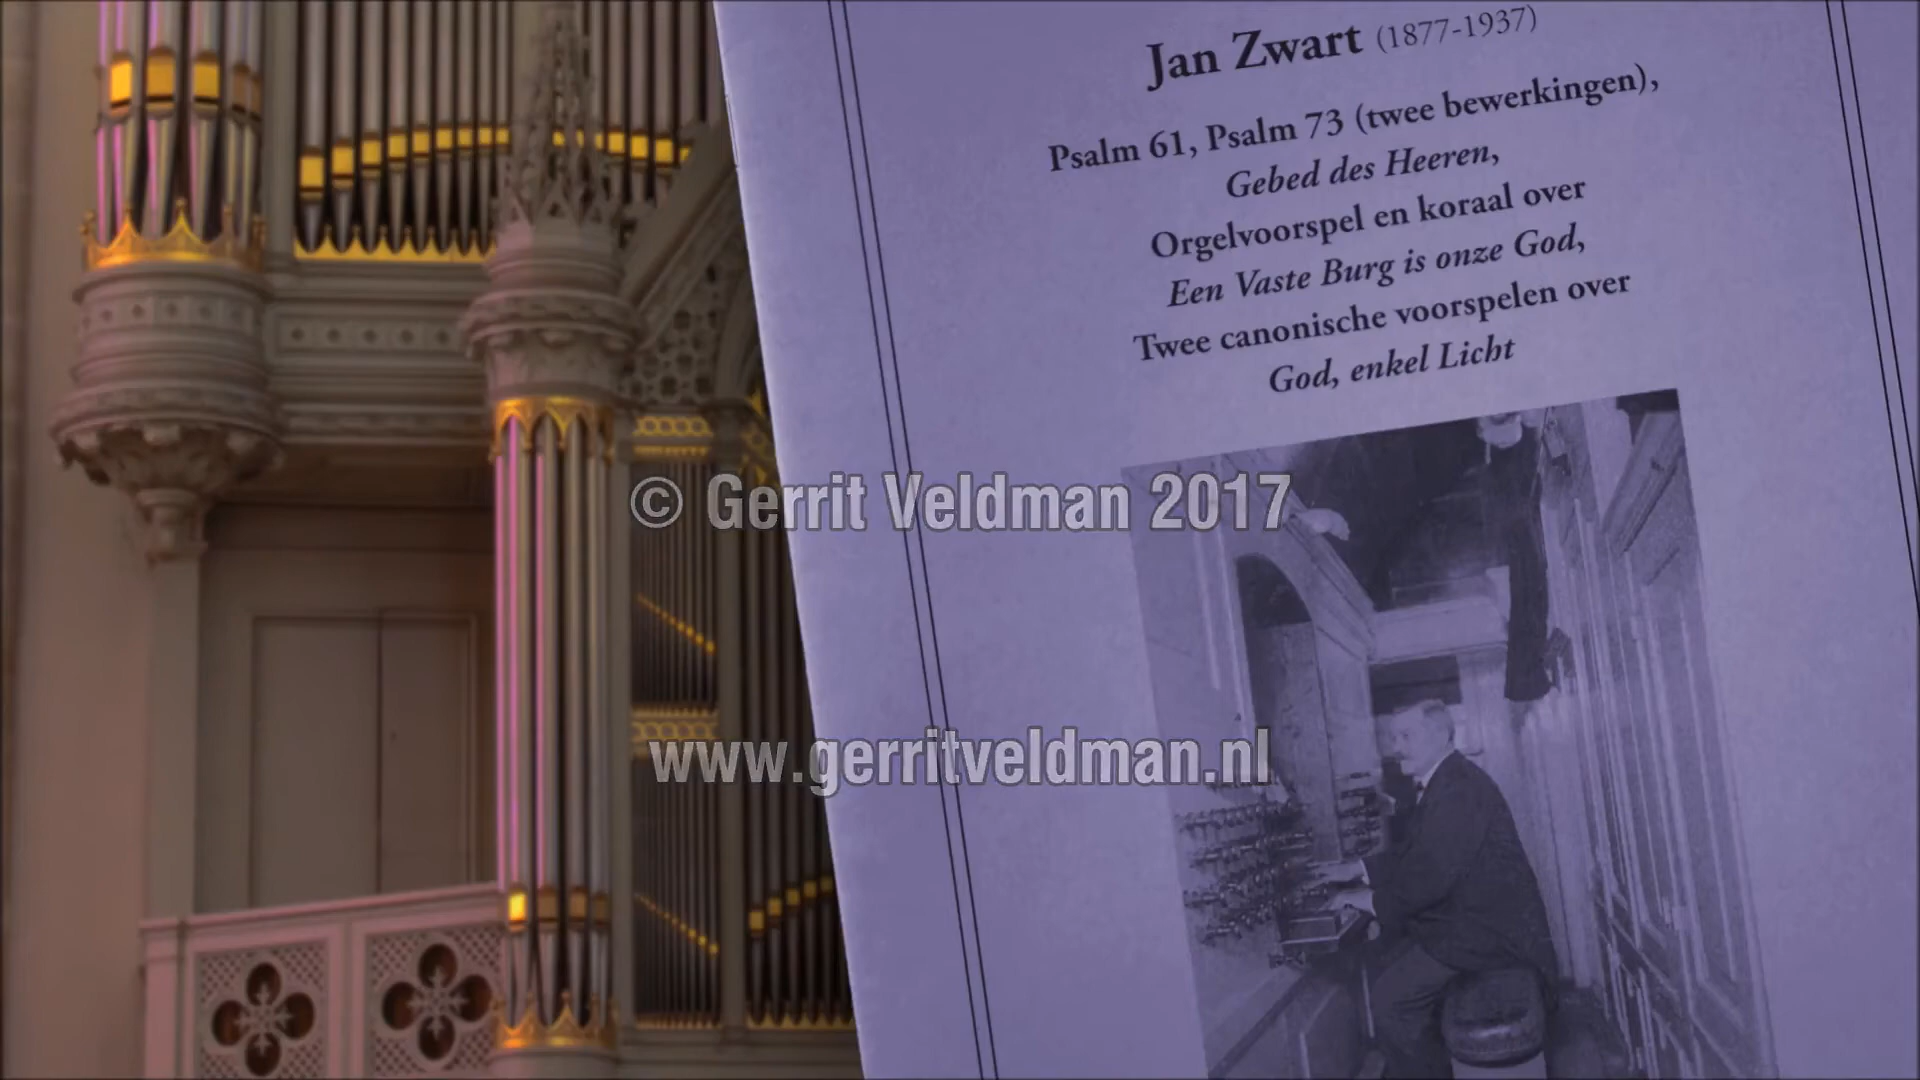 Jan Zwart (1877-1937)
Psalm 61, Psalm 73 (twee bewerkingen),
Gebed des Heeren,
Orgelvoorspel en koraal over
Een Vaste Burg is onze God,
Twee canonische voorspelen over
God, enkel Licht
© Gerrit Veldman 2017
www.gerritveldman.nl